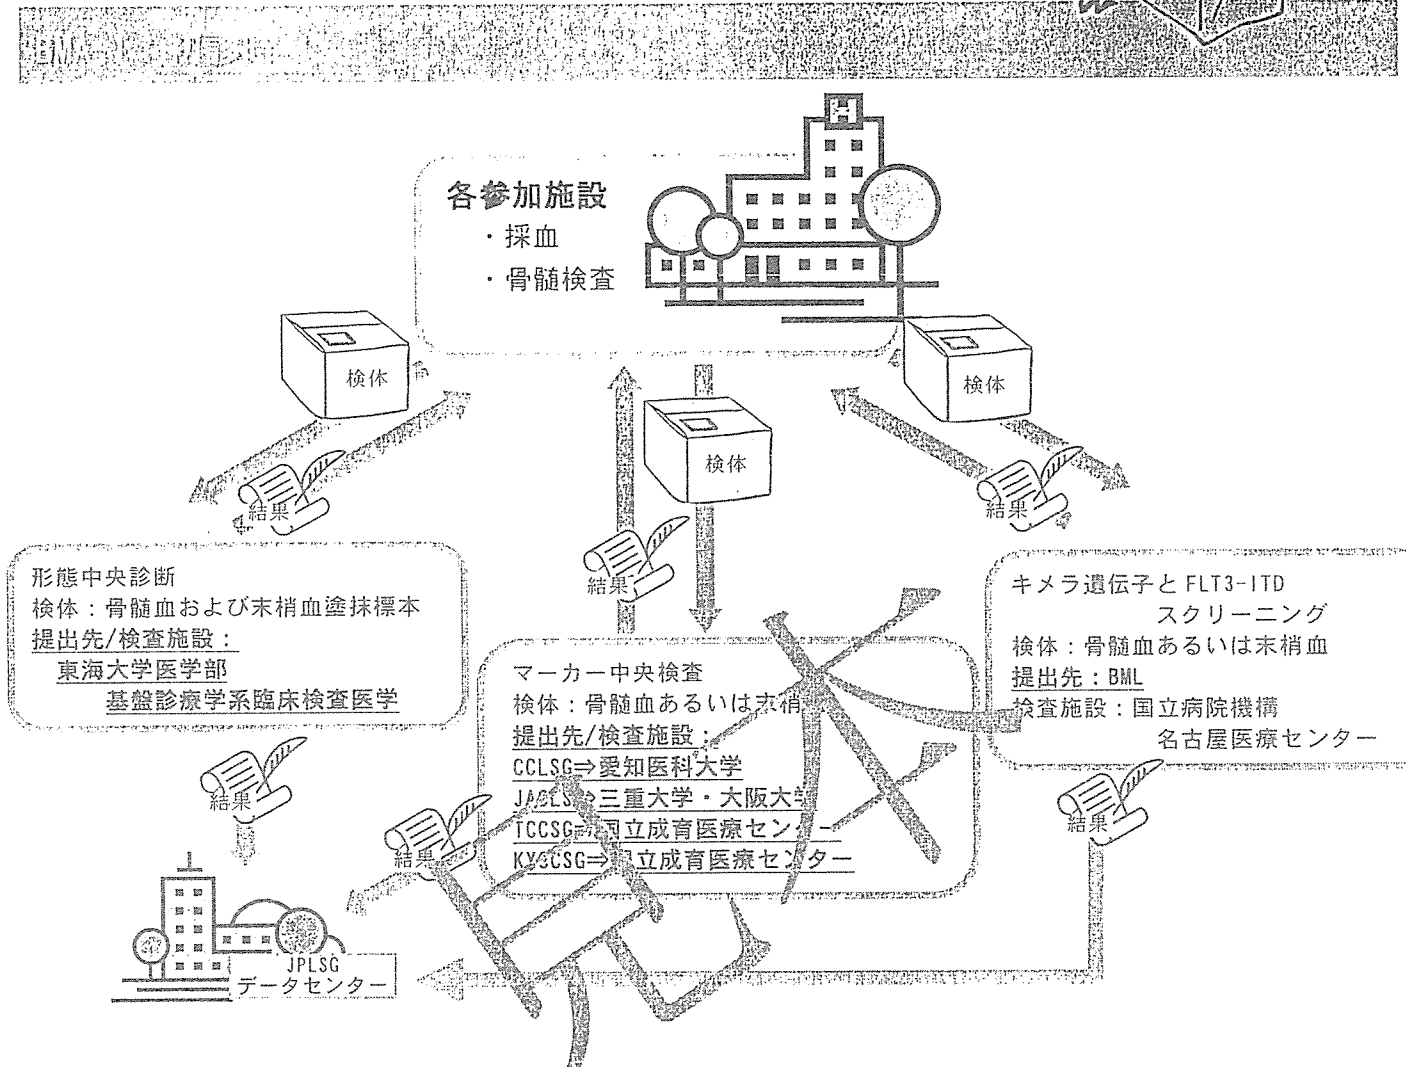 各参加施設
・採血
・骨髄検査
検体
検体
検体
結果
結果
結果
形態中央診断
検体：骨髄血および末梢血塗抹標本
提出先/検査施設：
東海大学医学部
基盤診療学系臨床検査医学
マーカー中央検査
検体：骨髄血あるいは末梢
提出先/検査施設：
CCLSG⇒愛知医科大学
⇒三重大学・大阪大学
TCCSG⇒国立成育医療センター
⇒国立成育医療センター
キメラ遺伝子とFLT3-ITD
スクリーニング
検体：骨髄血あるいは末梢血
提出先：BML
検査施設：国立病院機構
名古屋医療センター
結果
結果
結果
JPLSG
データセンター